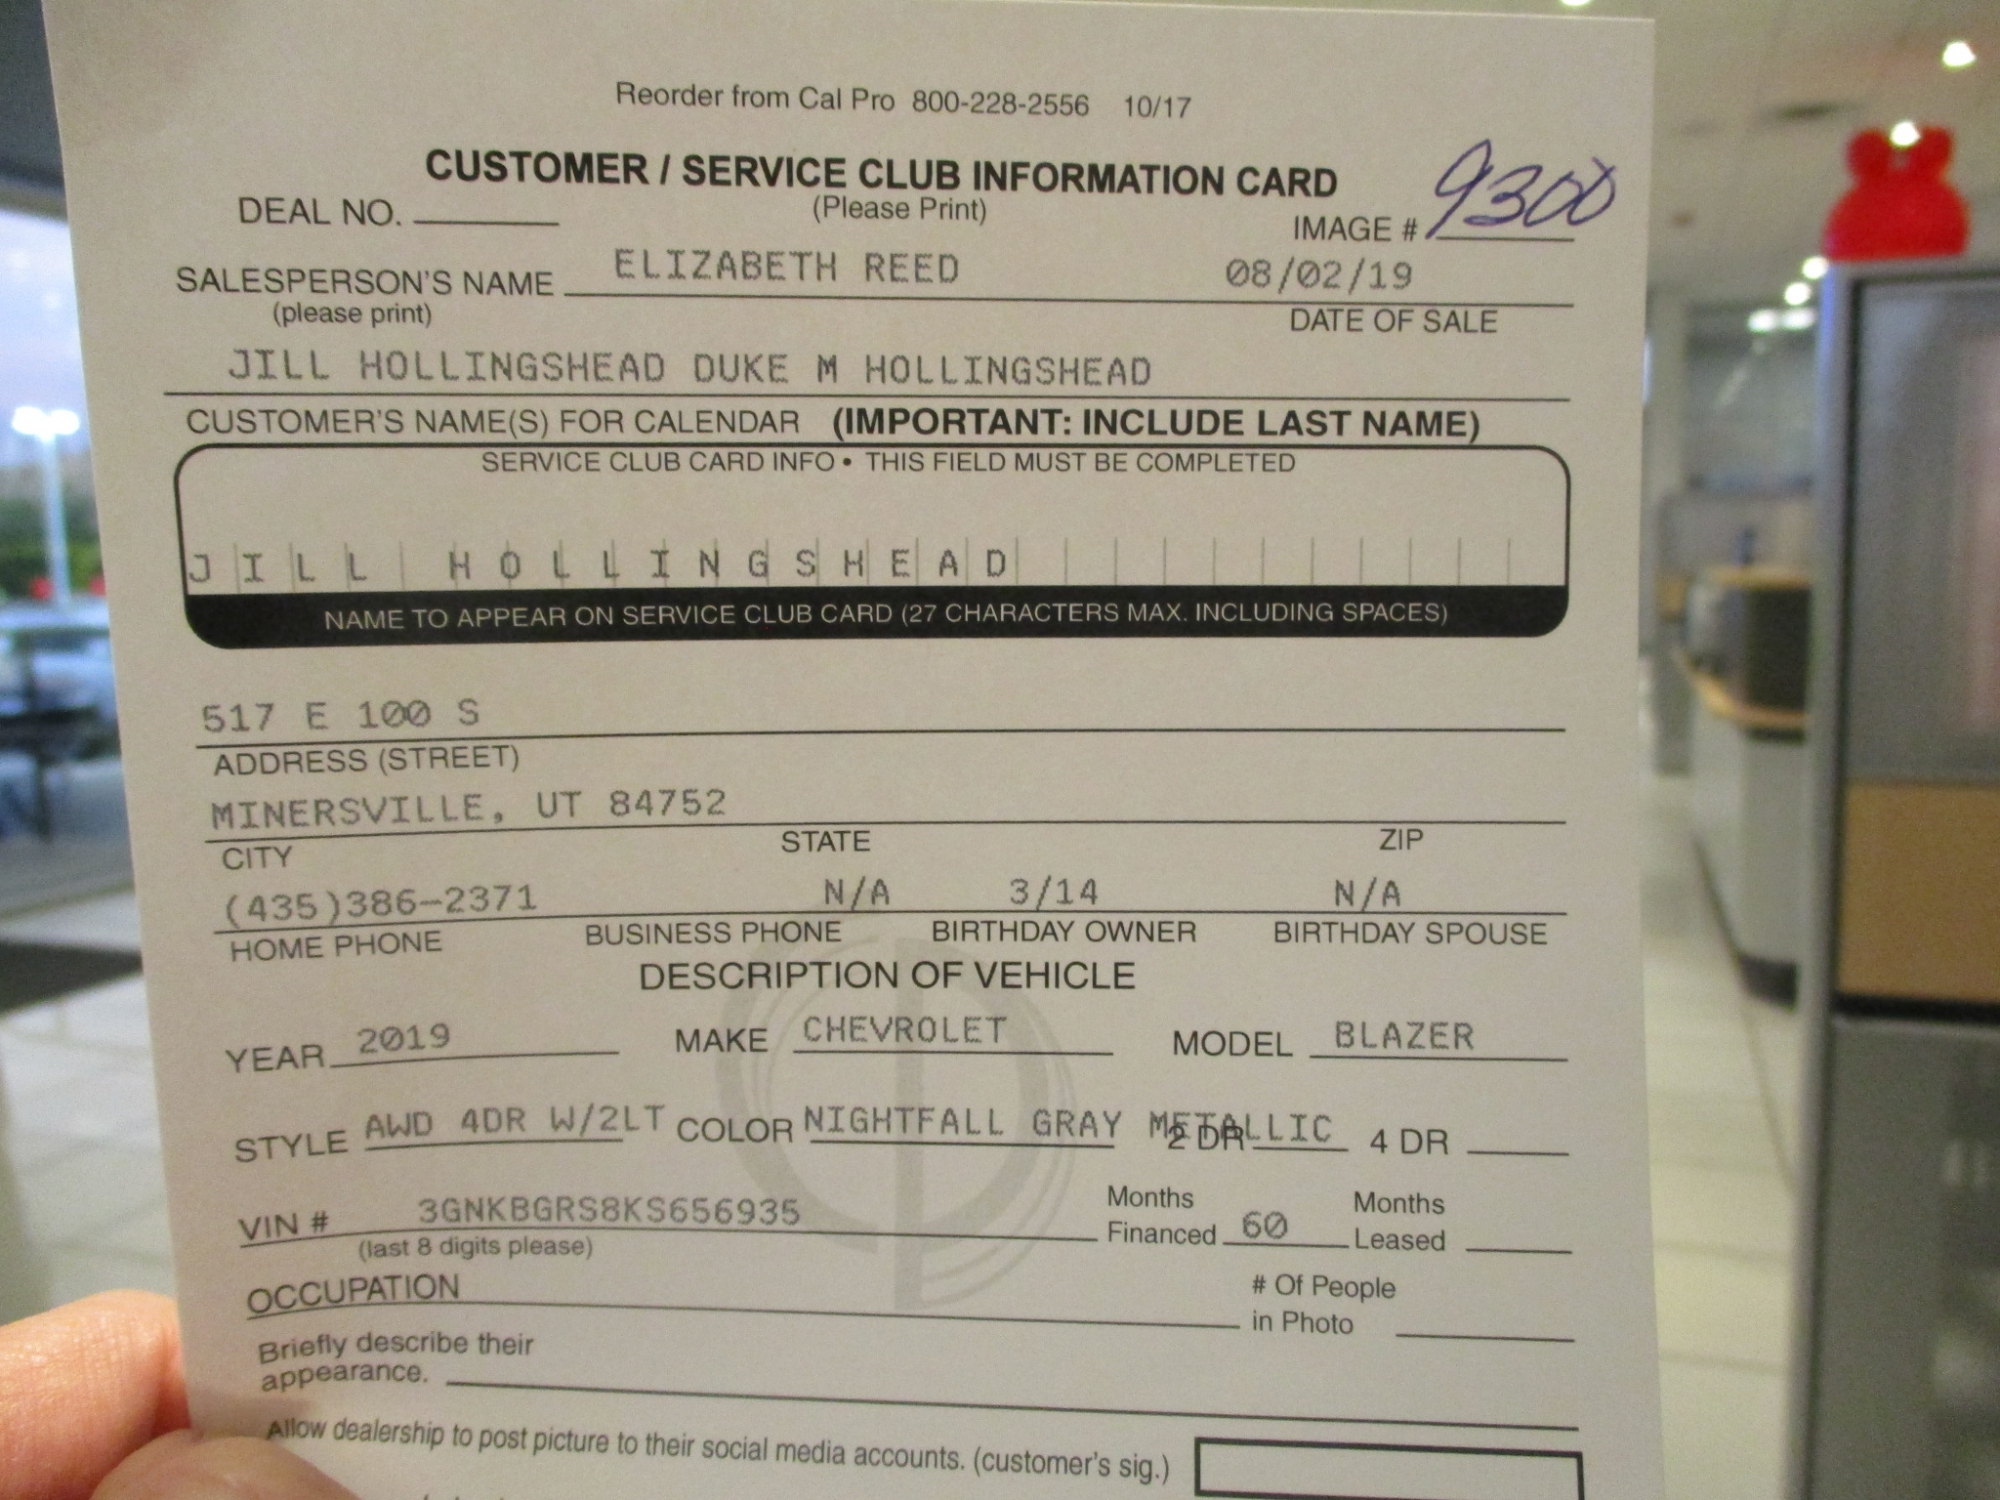 Reorder from Cal Pro 800-228-2556 10/17
CUSTOMER / SERVICE CLUB INFORMATION CARD
(Please Print)
DEAL NO.
IMAGE # 9300
SALESPERSON'S NAME ELIZABETH REED 08/02/19
(please print) DATE OF SALE
JILL HOLLINGSHEAD DUKE M HOLLINGSHEAD
CUSTOMER'S NAME(S) FOR CALENDAR (IMPORTANT: INCLUDE LAST NAME)
SERVICE CLUB CARD INFO • THIS FIELD MUST BE COMPLETED
JILL HOLLINGSHEAD
NAME TO APPEAR ON SERVICE CLUB CARD (27 CHARACTERS MAX. INCLUDING SPACES)
517 E 100 S
ADDRESS (STREET)
MINERSVILLE, UT 84752
CITY STATE ZIP
(435)386-2371 N/A 3/14 N/A
HOME PHONE BUSINESS PHONE BIRTHDAY OWNER BIRTHDAY SPOUSE
DESCRIPTION OF VEHICLE
YEAR 2019 MAKE CHEVROLET MODEL BLAZER
STYLE AWD 4DR W/2LT COLOR NIGHTFALL GRAY METALLIC 2 DR 4 DR
VIN # 3GNKBGRS8KS656935 Months Financed 60 Months Leased
(last 8 digits please)
OCCUPATION # Of People in Photo
Briefly describe their
appearance.
Allow dealership to post picture to their social media accounts. (customer's sig.)